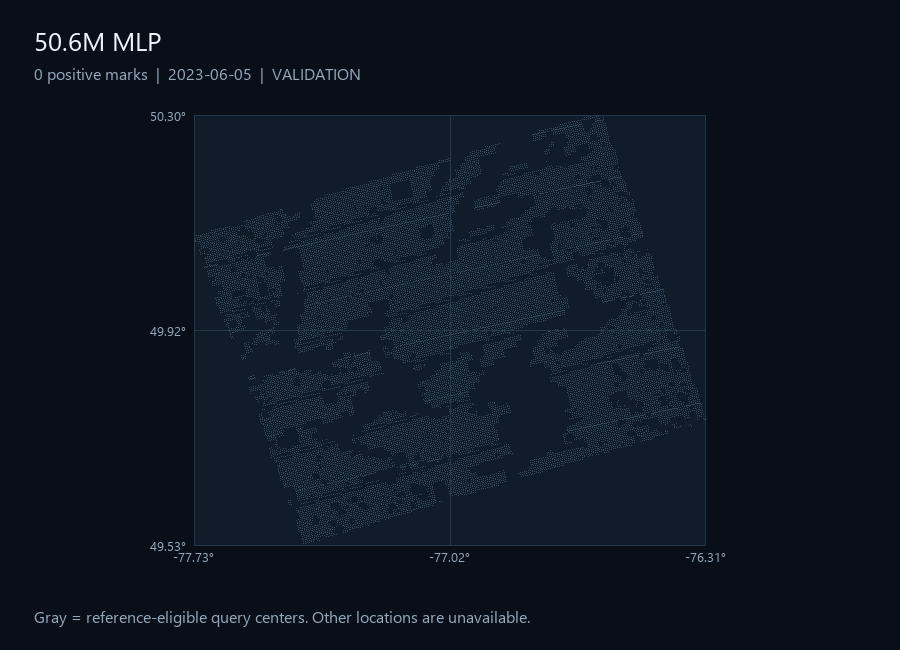 50.6M MLP
0 positive marks | 2023-06-05 | VALIDATION
50.30°
49.92°
49.53°
-77.73° -77.02° -76.31°
Gray = reference-eligible query centers. Other locations are unavailable.